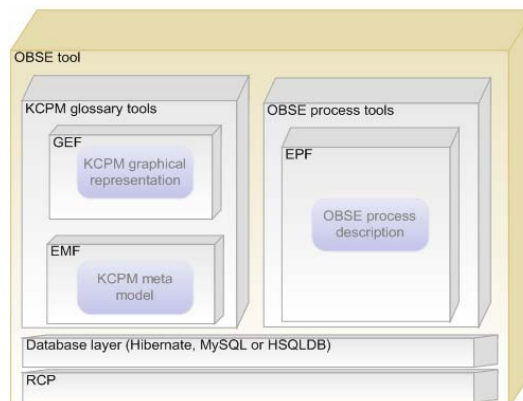 OBSE tool
KCPM glossary tools
GEF
KCPM graphical
representation
EMF
KCPM meta
model
OBSE process tools
EPF
OBSE process
description
Database layer (Hibernate, MySQL or HSQLDB)
RCP